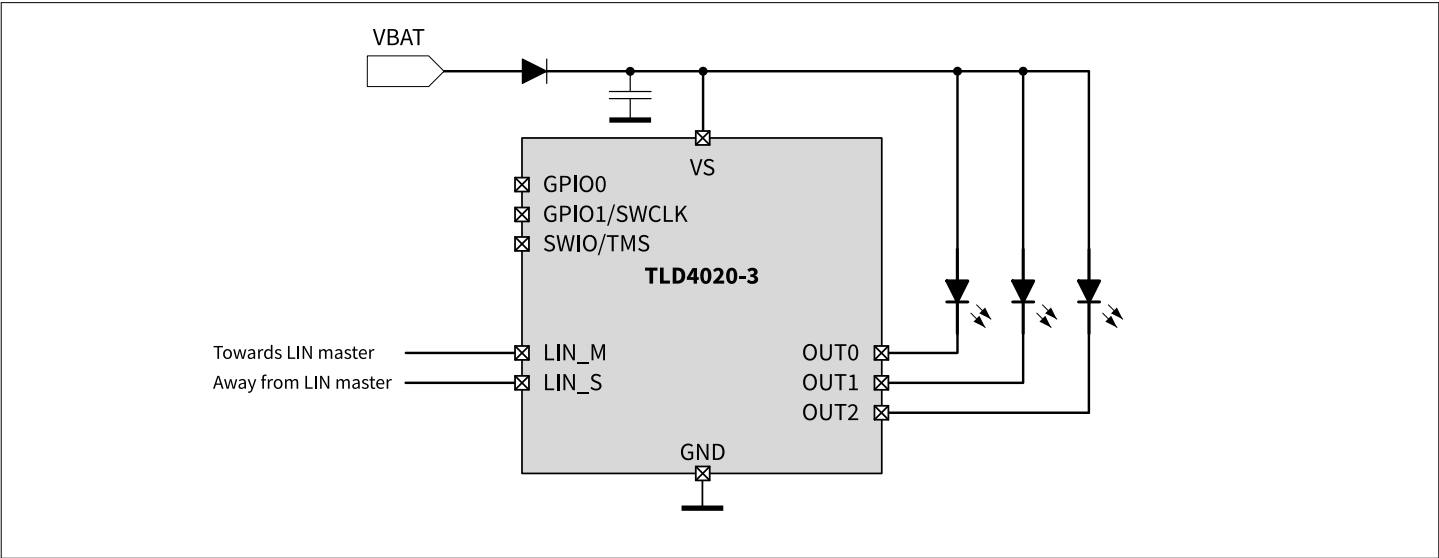 VBAT
VS
GPIO0
GPIO1/SWCLK
SWIO/TMS
TLD4020-3
Towards LIN master
LIN_M
OUT0
Away from LIN master
LIN_S
OUT1
OUT2
GND